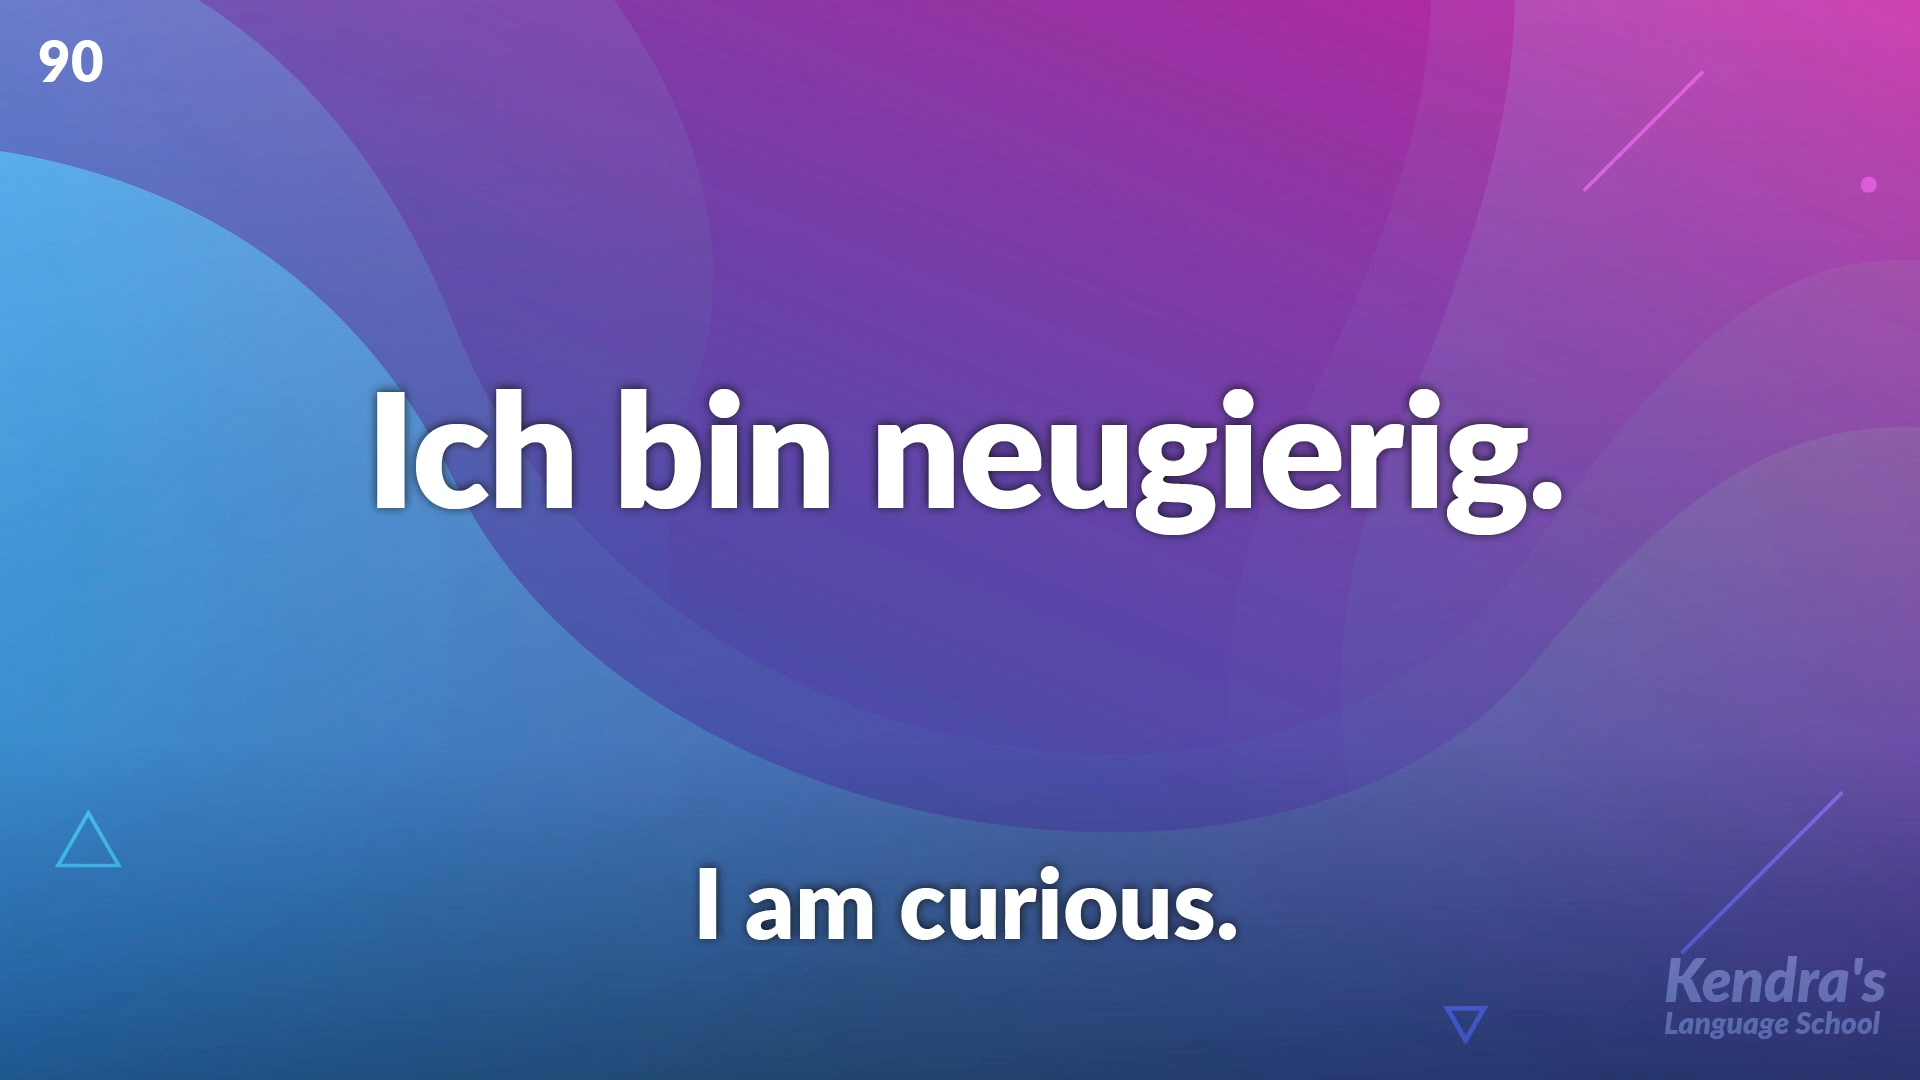 90
Ich bin neugierig.
I am curious.
Kendra's
Language School